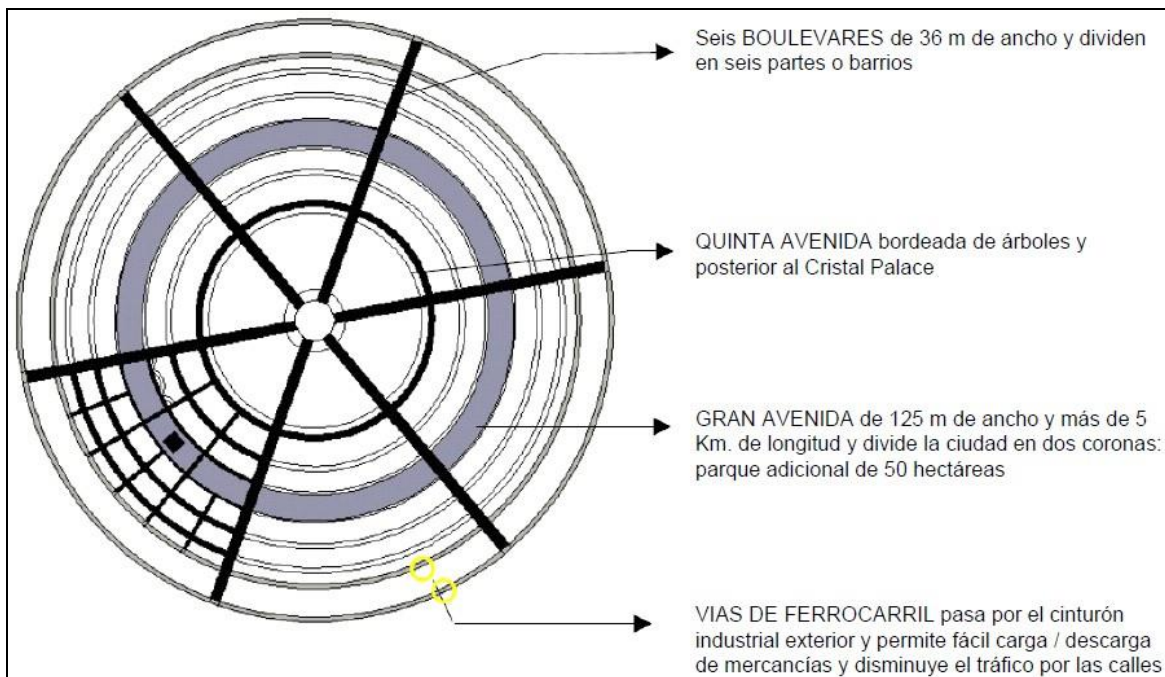 Seis BOULEVARES de 36 m de ancho y dividen
en seis partes o barrios
QUINTA AVENIDA bordeada de árboles y
posterior al Cristal Palace
GRAN AVENIDA de 125 m de ancho y más de 5
Km. de longitud y divide la ciudad en dos coronas:
parque adicional de 50 hectáreas
VIAS DE FERROCARRIL pasa por el cinturón
industrial exterior y permite fácil carga / descarga
de mercancías y disminuye el tráfico por las calles